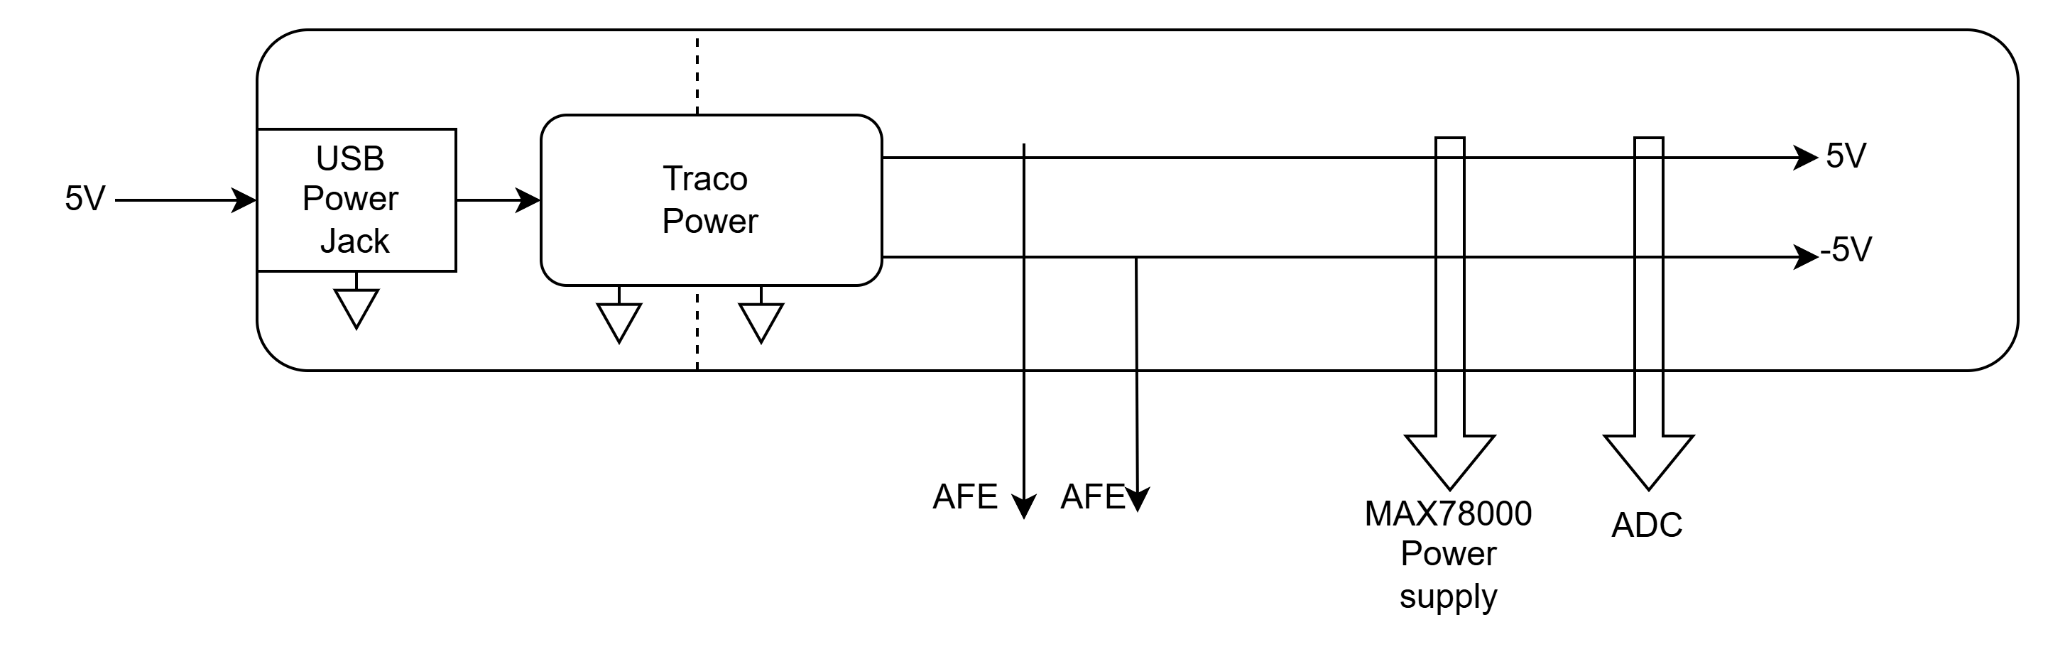 5V
USB
Power
Jack
Traco
Power
5V
-5V
AFE
AFE
MAX78000
Power
supply
ADC